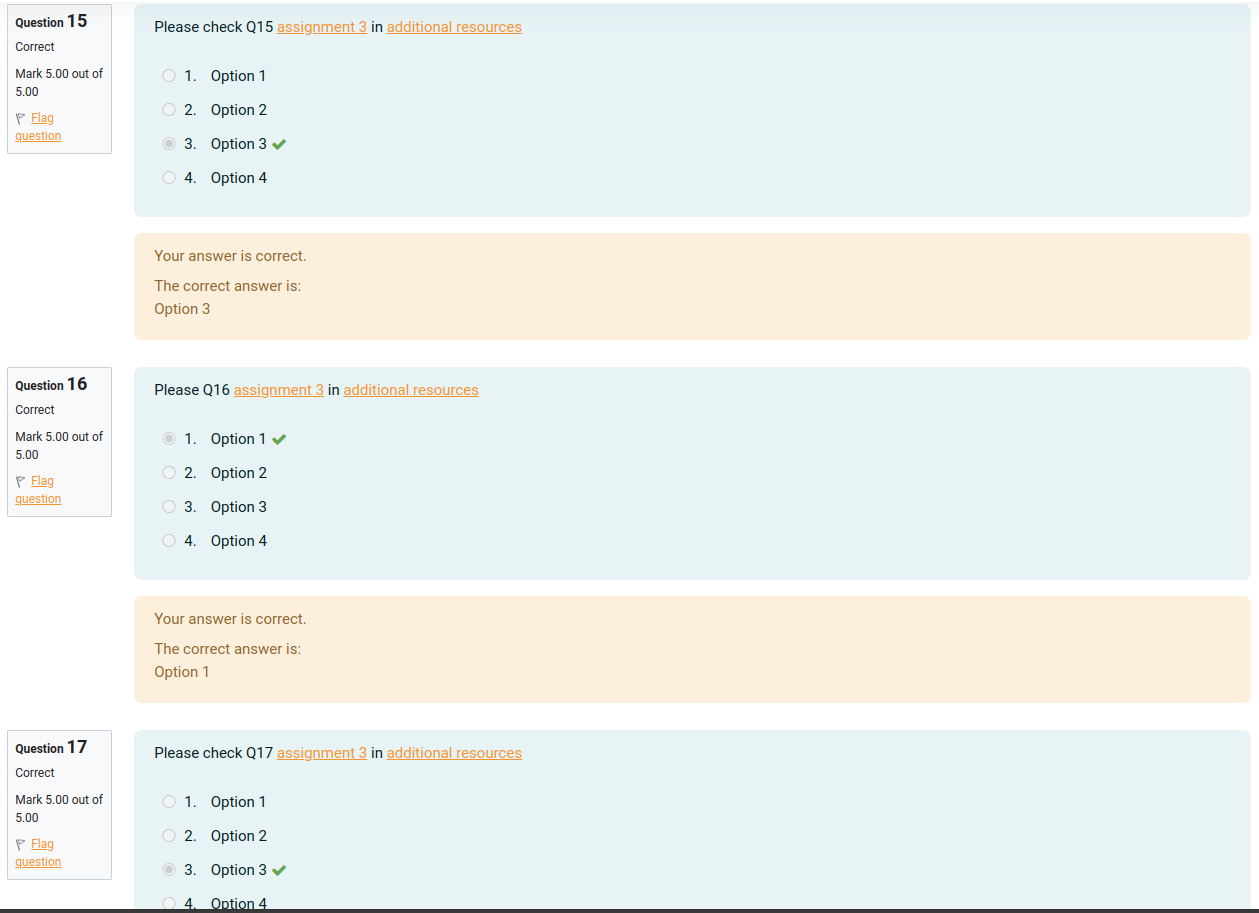 Question 15
Correct
Mark 5.00 out of
5.00
Flag
question
Please check Q15 assignment 3 in additional resources
1. Option 1
2. Option 2
3. Option 3
4. Option 4
Your answer is correct.
The correct answer is:
Option 3
Question 16
Correct
Mark 5.00 out of
5.00
Flag
question
Please Q16 assignment 3 in additional resources
1. Option 1
2. Option 2
3. Option 3
4. Option 4
Your answer is correct.
The correct answer is:
Option 1
Question 17
Correct
Mark 5.00 out of
5.00
Flag
question
Please check Q17 assignment 3 in additional resources
1. Option 1
2. Option 2
3. Option 3
4. Option 4